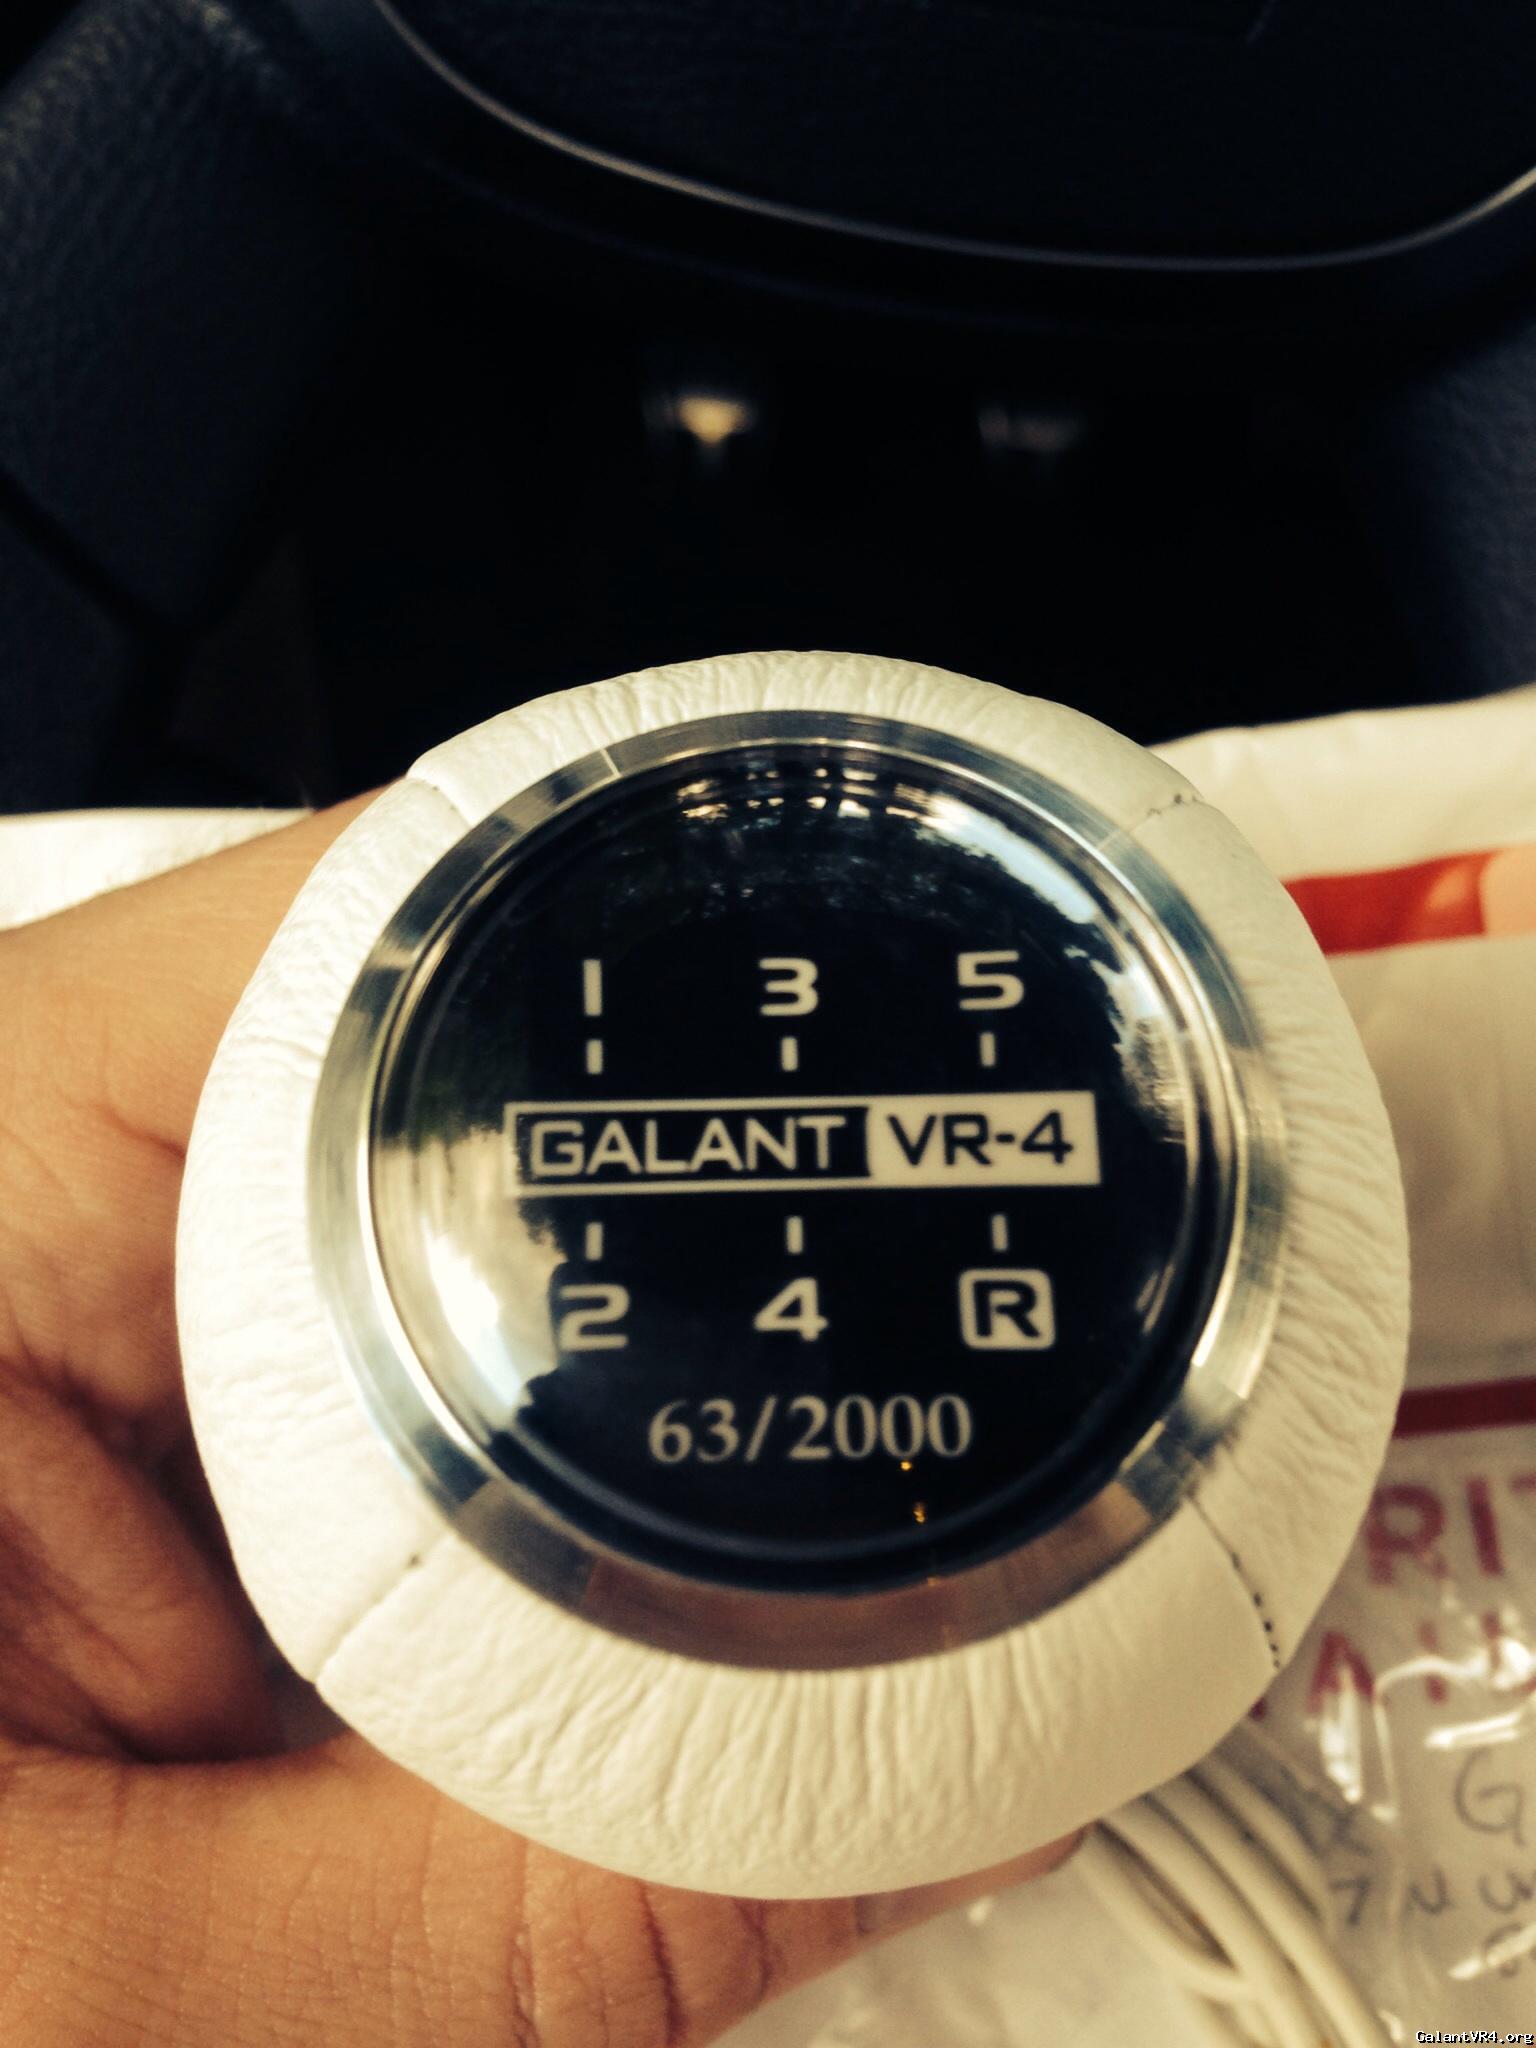 1 3 5
GALANT VR-4
2 4 R
63/2000
GalantVR4.org